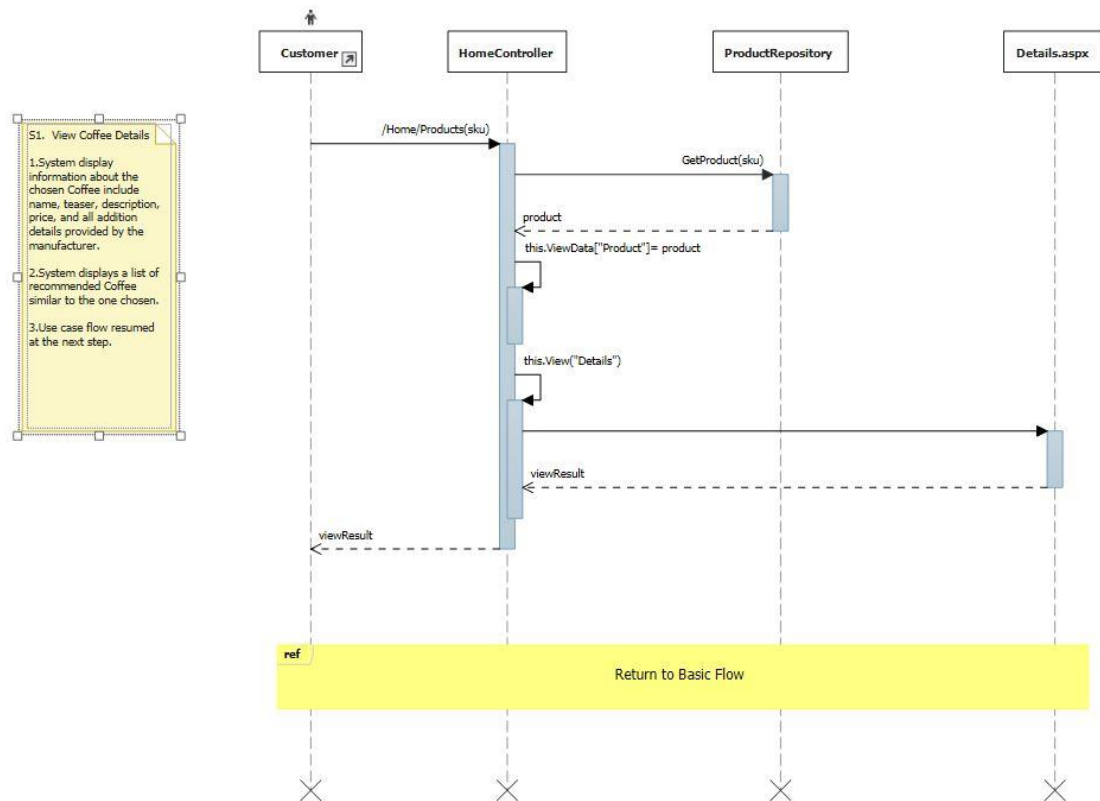 Customer
HomeController
ProductRepository
Details.aspx
S1. View Coffee Details
1.System display
information about the
chosen Coffee include
name, teaser, description,
price, and all addition
details provided by the
manufacturer.
2.System displays a list of
recommended Coffee
similar to the one chosen.
3.Use case flow resumed
at the next step.
/Home/Products(sku)
GetProduct(sku)
product
this.ViewData["Product"]= product
this.View("Details")
viewResult
viewResult
ref
Return to Basic Flow